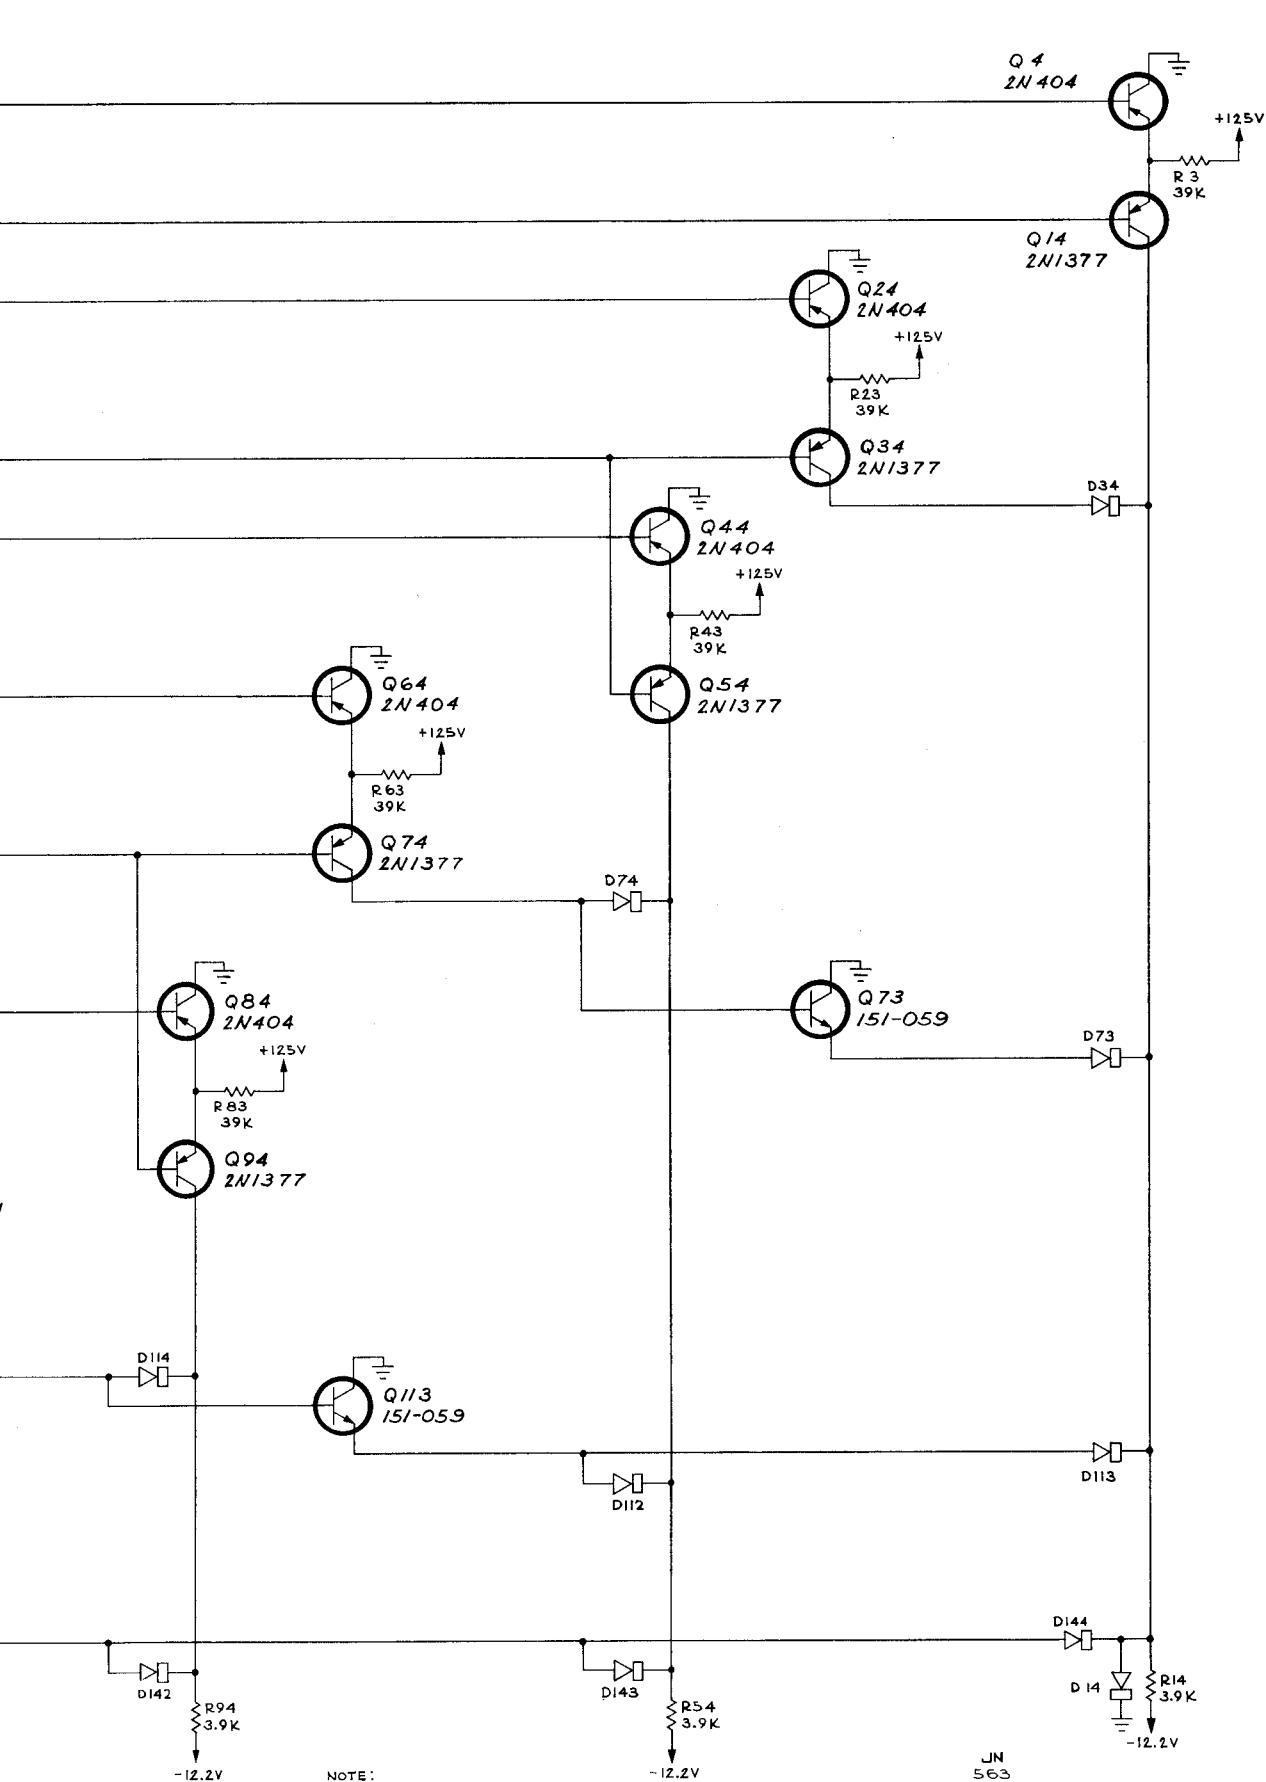 Q4
2N404
+125V
R3
39K
Q14
2N1377
Q24
2N404
+125V
R23
39K
Q34
2N1377
D34
Q44
2N404
+125V
R43
39K
Q64
2N404
Q54
2N1377
+125V
R63
39K
Q74
2N1377
D74
Q84
2N404
Q73
151-059
+125V
D73
R83
39K
Q94
2N1377
D114
Q113
151-059
D113
D112
D144
D142
D143
D14
R14
3.9K
R94
3.9K
R54
3.9K
-12.2V
-12.2V
-12.2V
NOTE:
JN
563